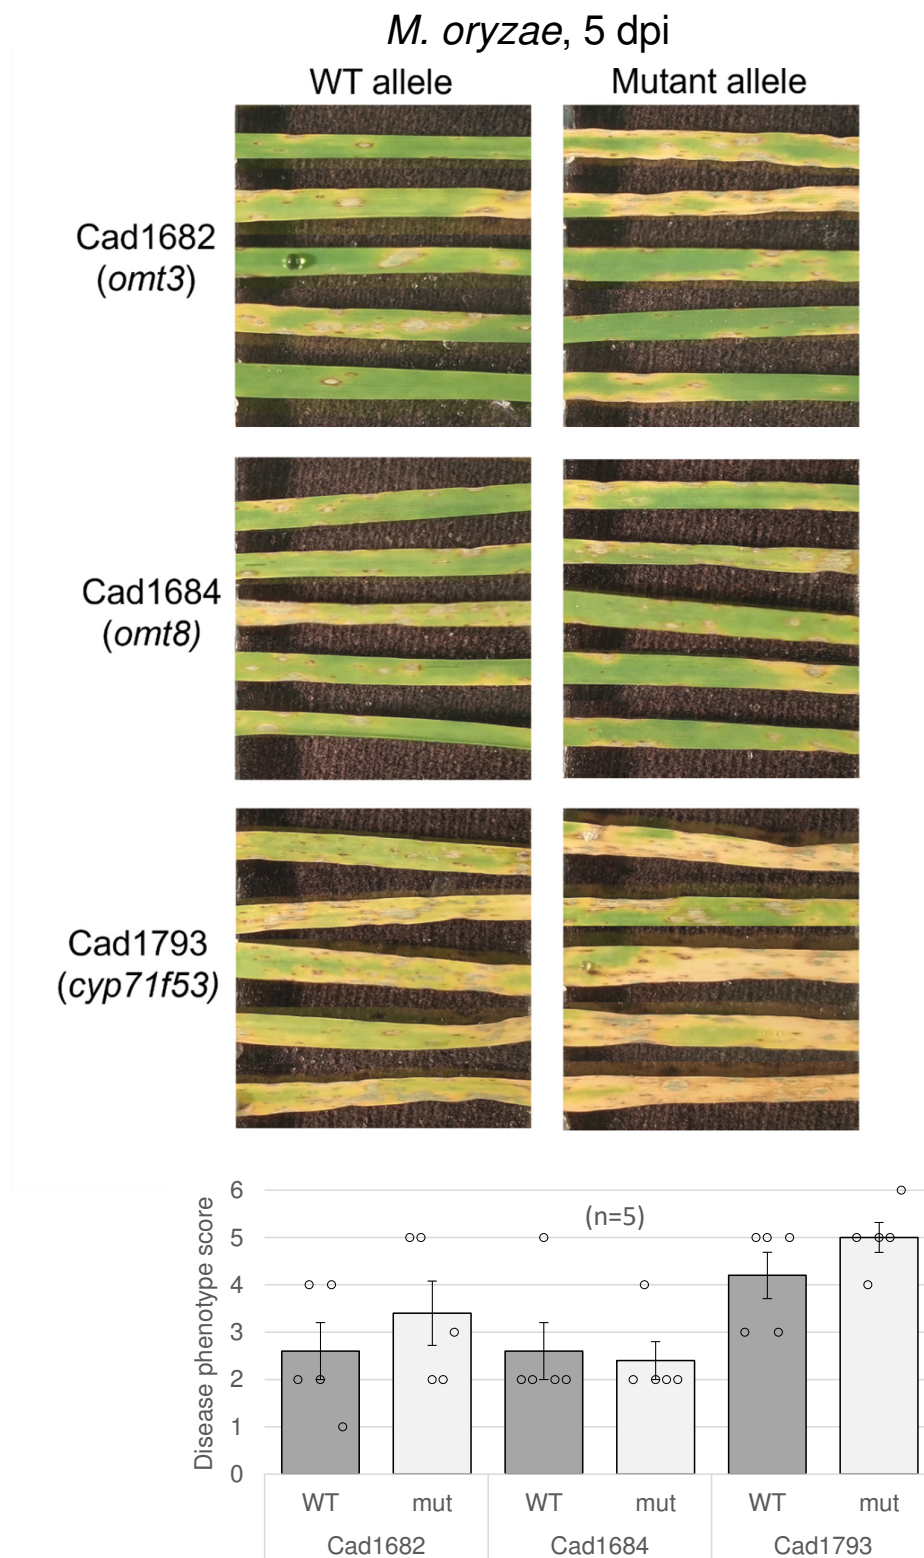 M. oryzae, 5 dpi
WT allele
Mutant allele
Cad1682
(omt3)
Cad1684
(omt8)
Cad1793
(cyp71f53)
Disease phenotype score
6
5
4
3
2
1
0
(n=5)
WT
mut
WT
mut
WT
mut
Cad1682
Cad1684
Cad1793